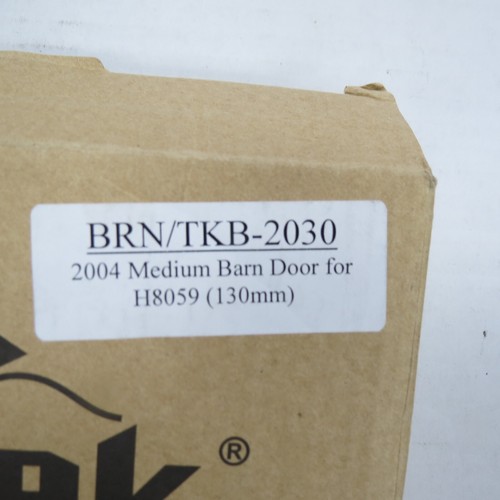 BRN/TKB-2030
2004 Medium Barn Door for
H8059 (130mm)
®